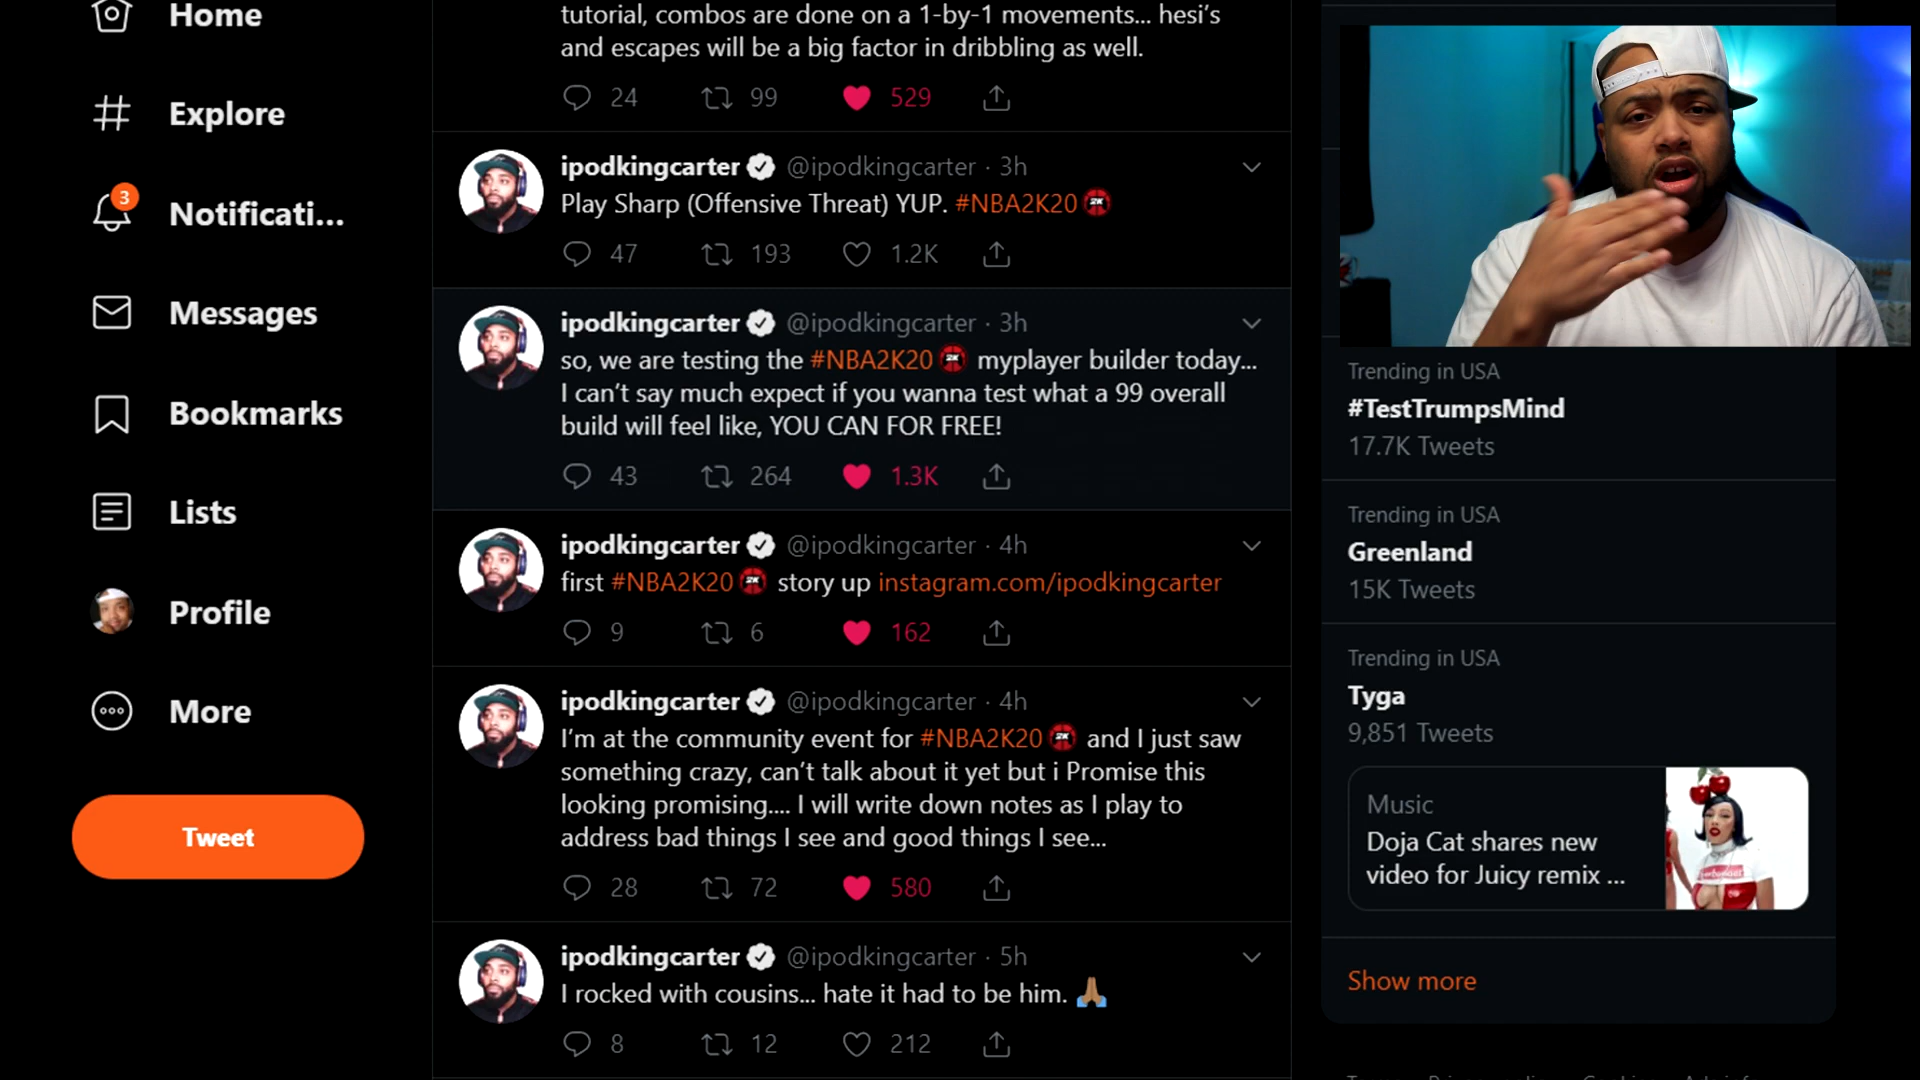 Home
Explore
3
Notificati...
Messages
Bookmarks
Lists
Profile
More
Tweet
tutorial, combos are done on a 1-by-1 movements... hesi's
and escapes will be a big factor in dribbling as well.
24 99 529
ipodkingcarter @ipodkingcarter · 3h
Play Sharp (Offensive Threat) YUP. #NBA2K20 2K
47 193 1.2K
ipodkingcarter @ipodkingcarter · 3h
so, we are testing the #NBA2K20 2K myplayer builder today...
I can't say much expect if you wanna test what a 99 overall
build will feel like, YOU CAN FOR FREE!
43 264 1.3K
ipodkingcarter @ipodkingcarter · 4h
first #NBA2K20 2K story up instagram.com/ipodkingcarter
9 6 162
ipodkingcarter @ipodkingcarter · 4h
I'm at the community event for #NBA2K20 2K and I just saw
something crazy, can't talk about it yet but i Promise this
looking promising.... I will write down notes as I play to
address bad things I see and good things I see...
28 72 580
ipodkingcarter @ipodkingcarter · 5h
I rocked with cousins... hate it had to be him. 🙏🏽
8 12 212
Trending in USA
#TestTrumpsMind
17.7K Tweets
Trending in USA
Greenland
15K Tweets
Trending in USA
Tyga
9,851 Tweets
Music
Doja Cat shares new
video for Juicy remix ...
Show more